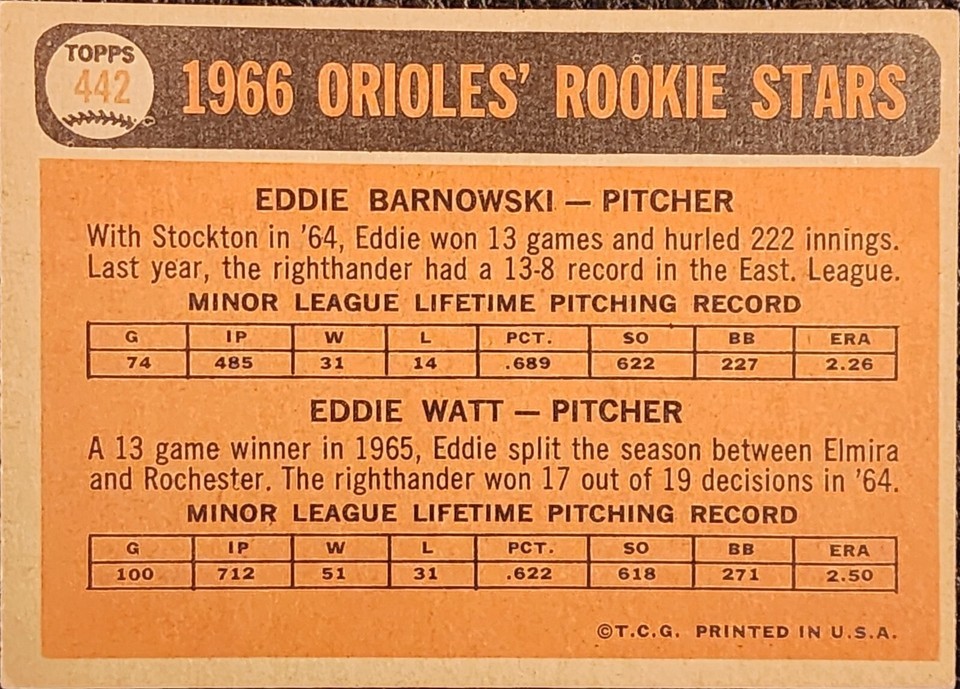 TOPPS
442
1966 ORIOLES' ROOKIE STARS
EDDIE BARNOWSKI — PITCHER
With Stockton in '64, Eddie won 13 games and hurled 222 innings.
Last year, the righthander had a 13-8 record in the East. League.
MINOR LEAGUE LIFETIME PITCHING RECORD
G IP W L PCT. SO BB ERA
74 485 31 14 .689 622 227 2.26
EDDIE WATT — PITCHER
A 13 game winner in 1965, Eddie split the season between Elmira
and Rochester. The righthander won 17 out of 19 decisions in '64.
MINOR LEAGUE LIFETIME PITCHING RECORD
G IP W L PCT. SO BB ERA
100 712 51 31 .622 618 271 2.50
©T.C.G. PRINTED IN U.S.A.